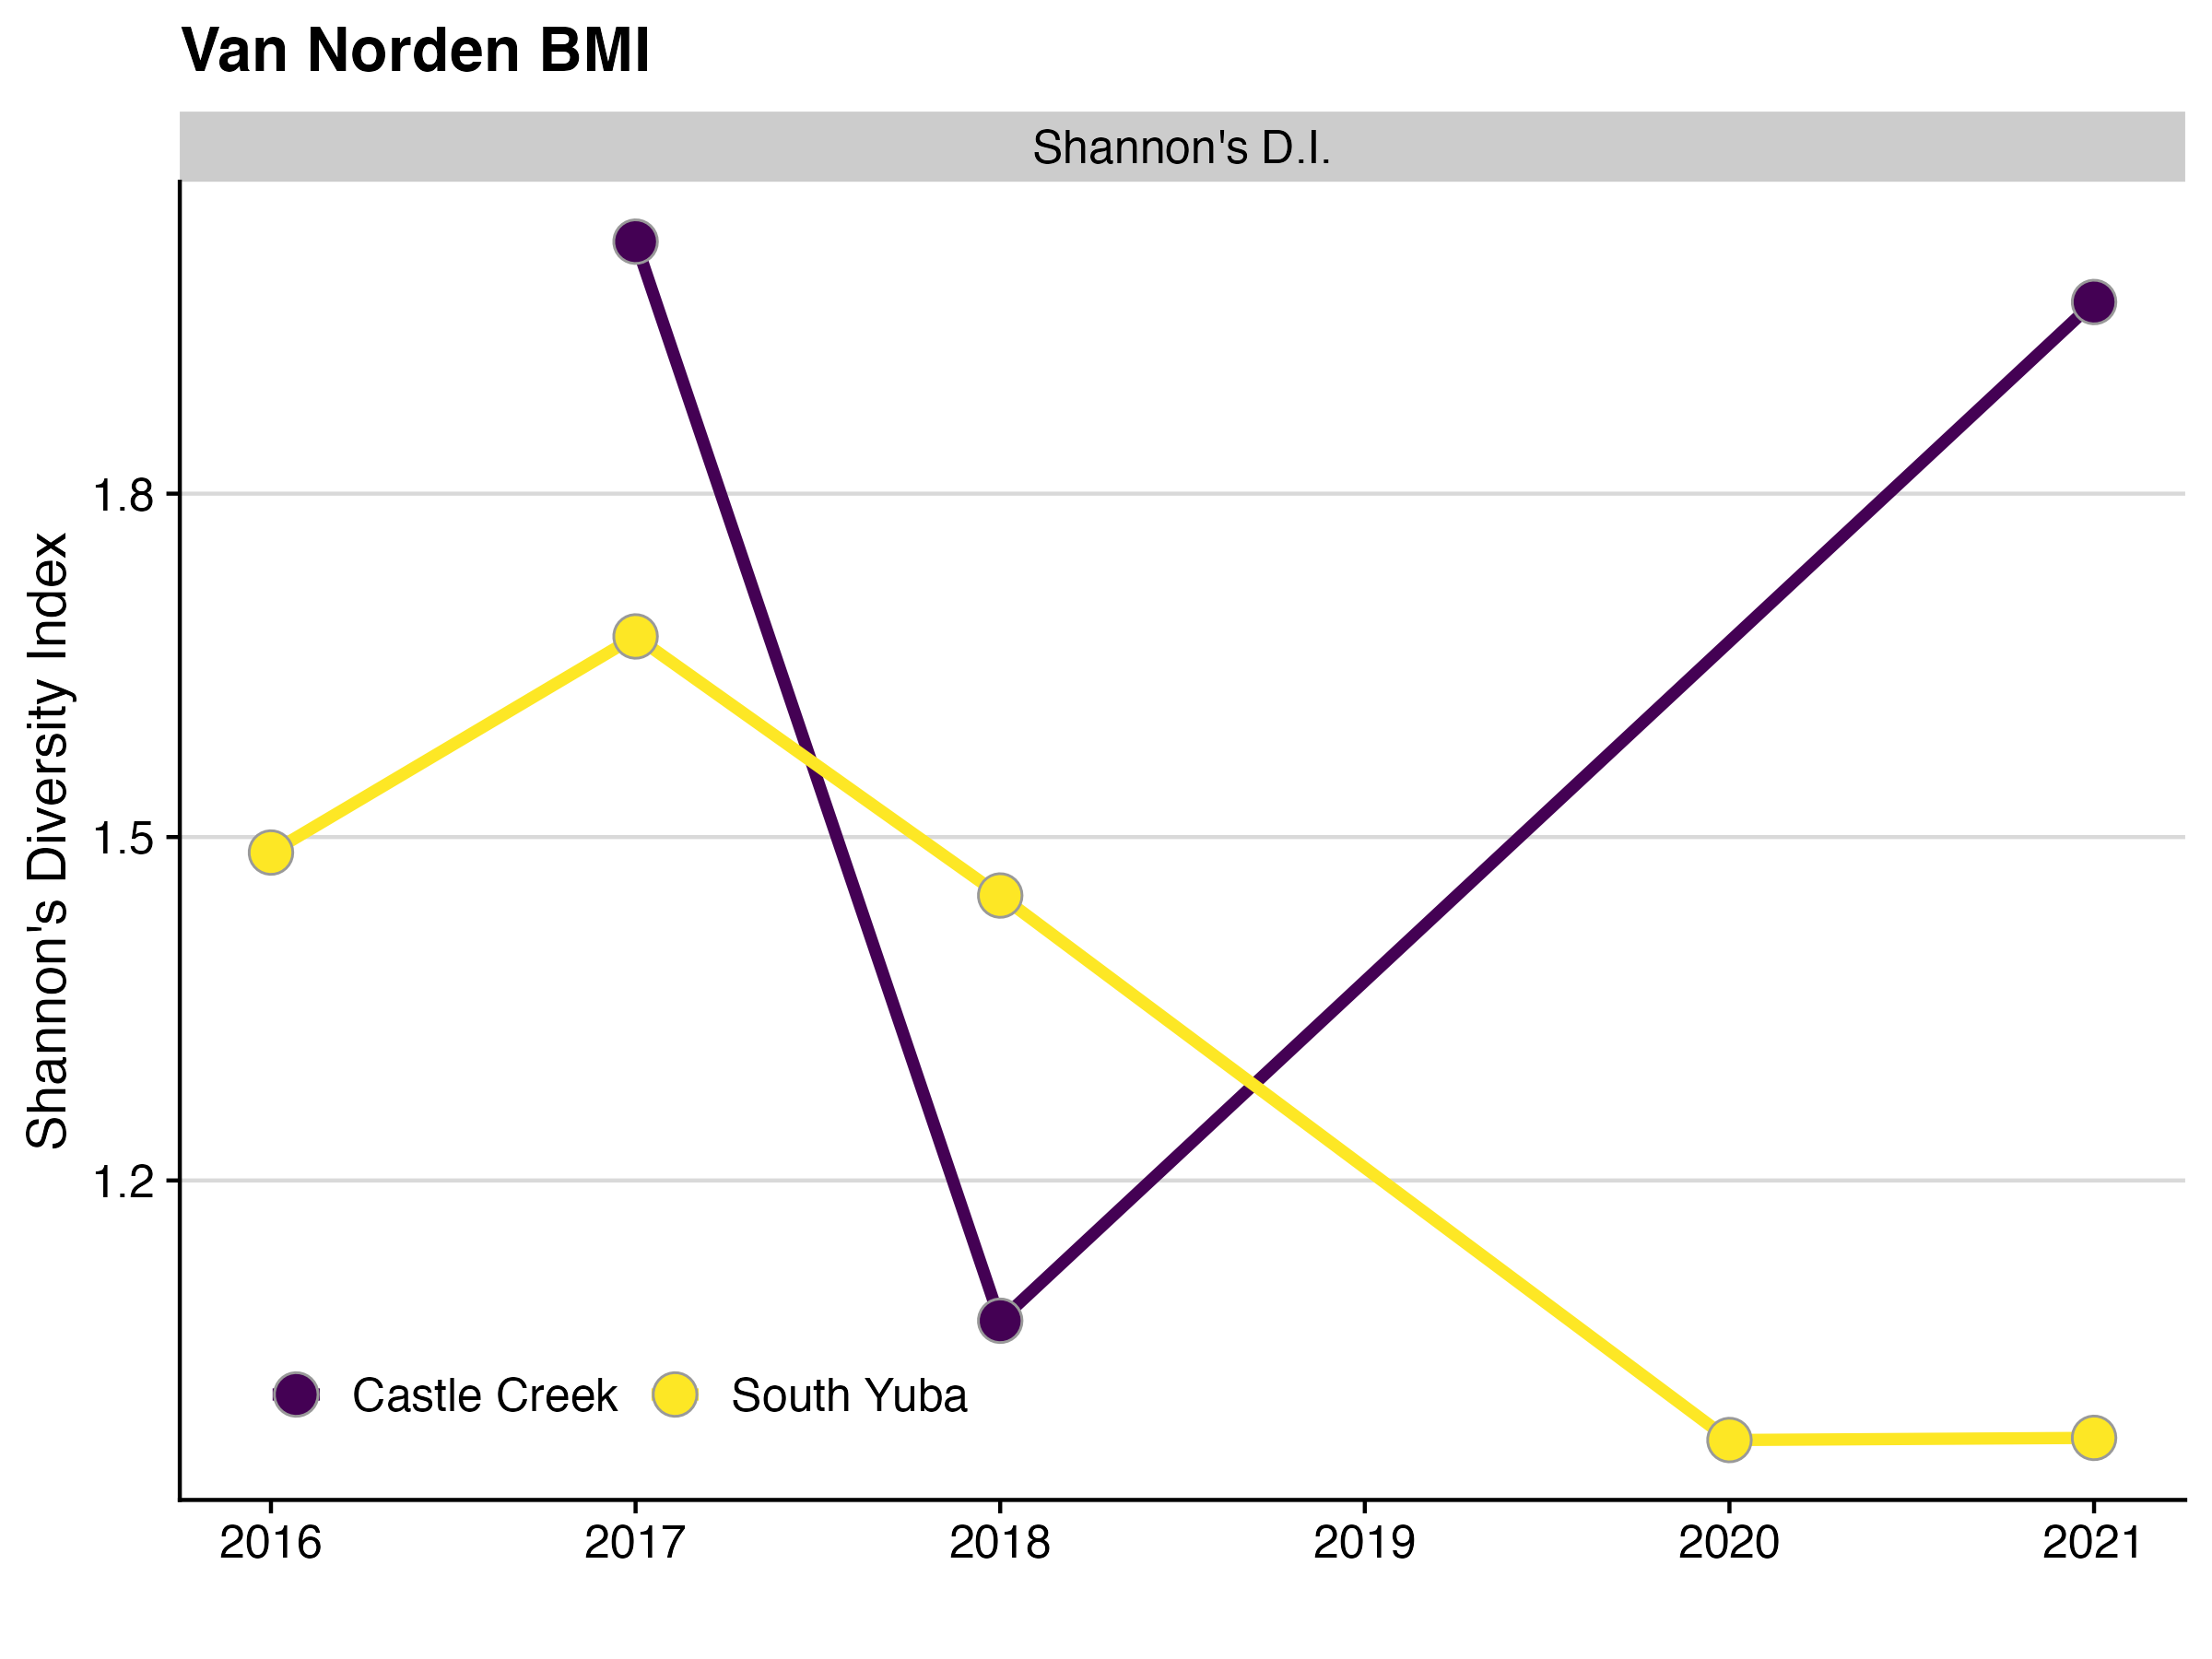 Van Norden BMI
Shannon's D.I.
Shannon's Diversity Index
1.8
1.5
1.2
Castle Creek South Yuba
2016 2017 2018 2019 2020 2021